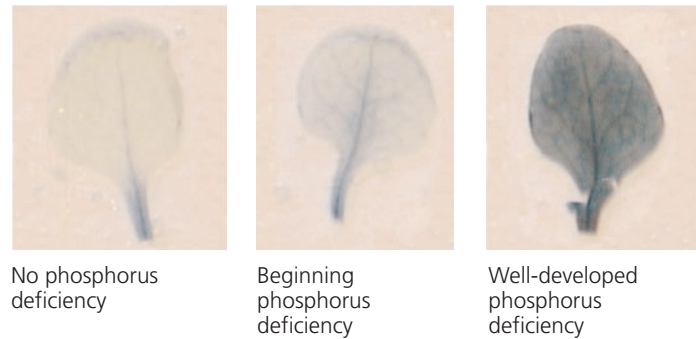 No phosphorus
deficiency
Beginning
phosphorus
deficiency
Well-developed
phosphorus
deficiency